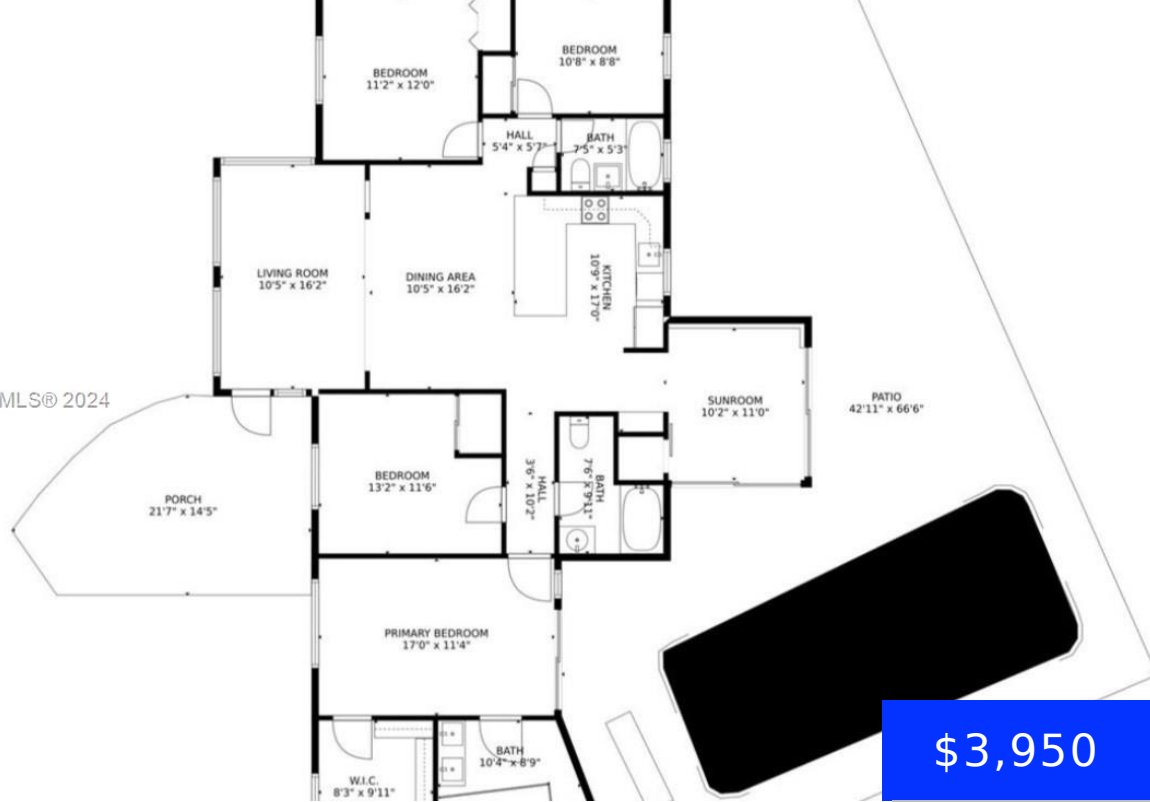 BEDROOM
10'8" x 8'8"
BEDROOM
11'2" x 12'0"
HALL
5'4" x 5'7"
BATH
7'5" x 5'3"
LIVING ROOM
10'5" x 16'2"
DINING AREA
10'5" x 16'2"
KITCHEN
10'9" x 17'0"
MLS® 2024
SUNROOM
10'2" x 11'0"
PATIO
42'11" x 66'6"
BEDROOM
13'2" x 11'6"
HALL
3'6" x 10'2"
BATH
7'6" x 9'11"
PORCH
21'7" x 14'5"
PRIMARY BEDROOM
17'0" x 11'4"
BATH
10'4" x 8'9"
W.I.C.
8'3" x 9'11"
$3,950